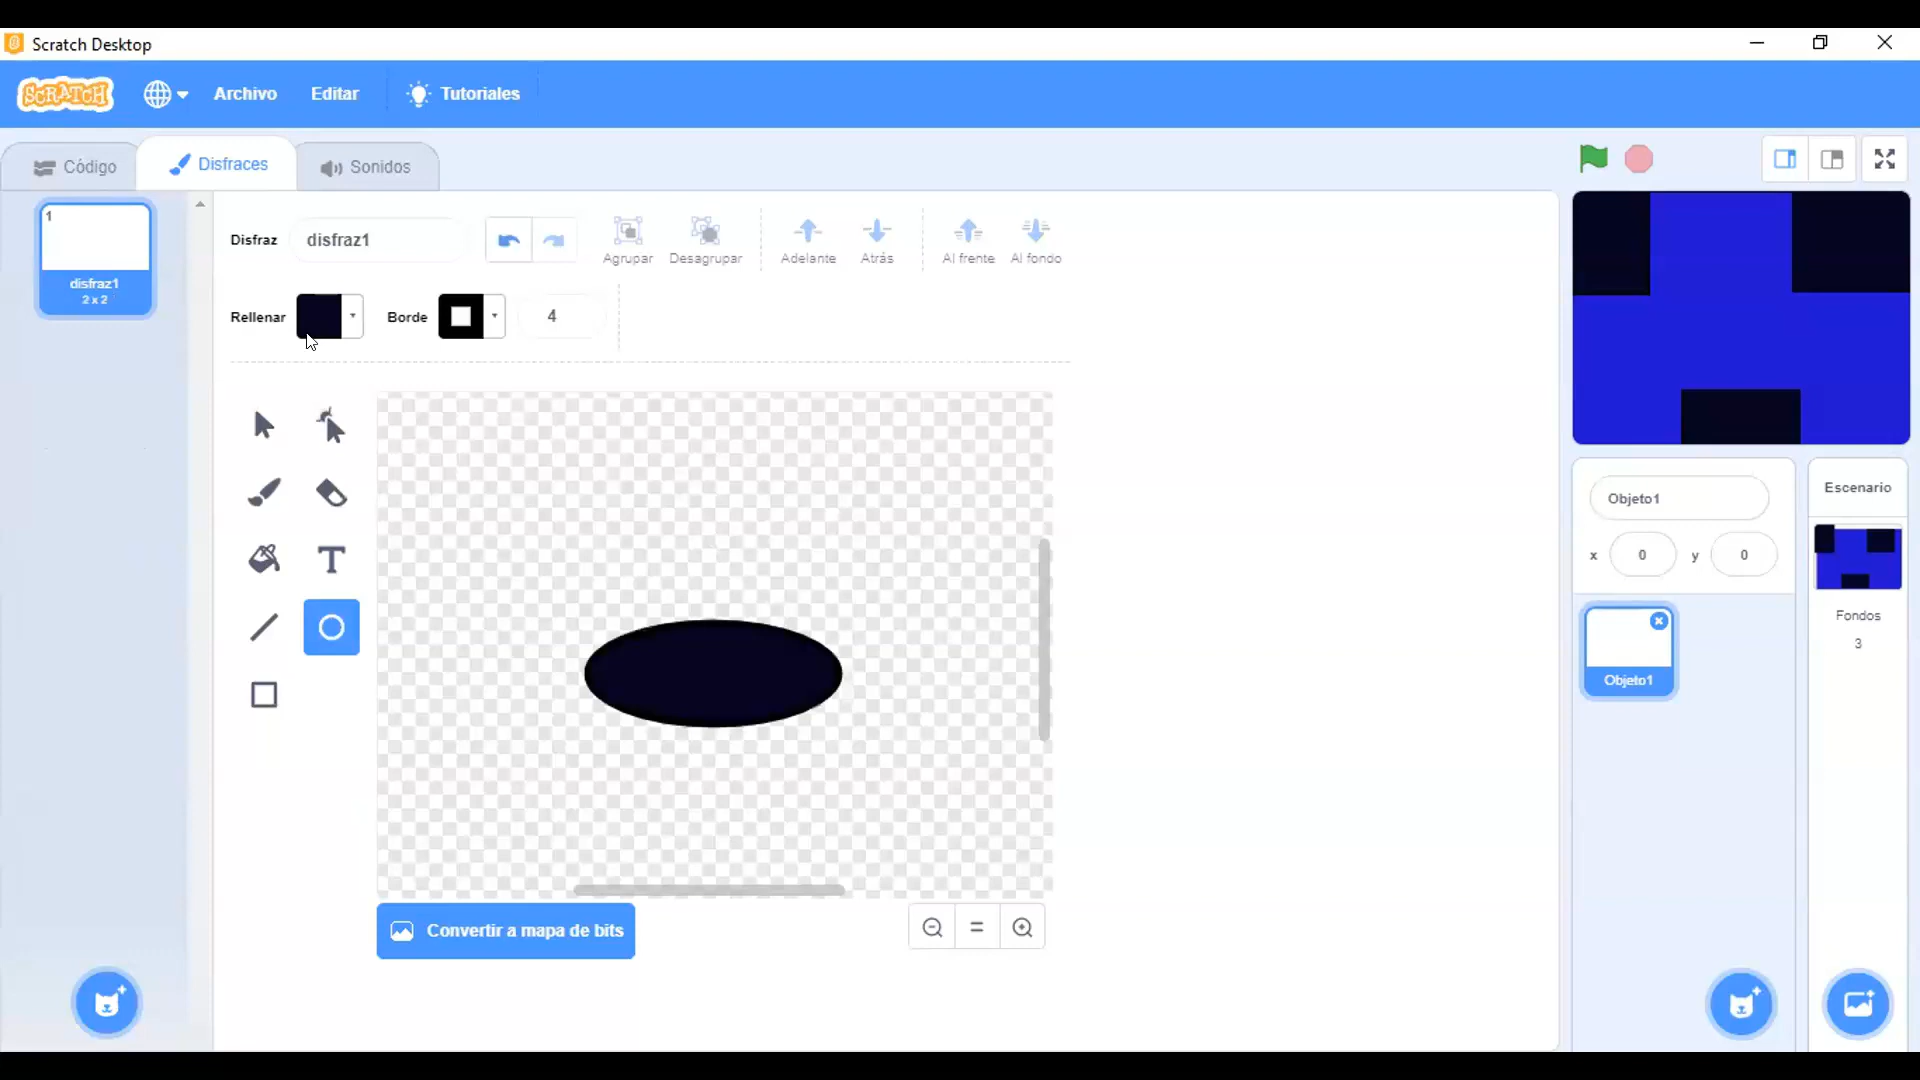 Scratch Desktop
SCRATCH
Archivo
Editar
Tutoriales
Código
Disfraces
Sonidos
1
disfraz1
2 x 2
Disfraz
disfraz1
Agrupar
Desagrupar
Adelante
Atrás
Al frente
Al fondo
Rellenar
Borde
4
T
Convertir a mapa de bits
=
Objeto1
x
0
y
0
Objeto1
Escenario
Fondos
3